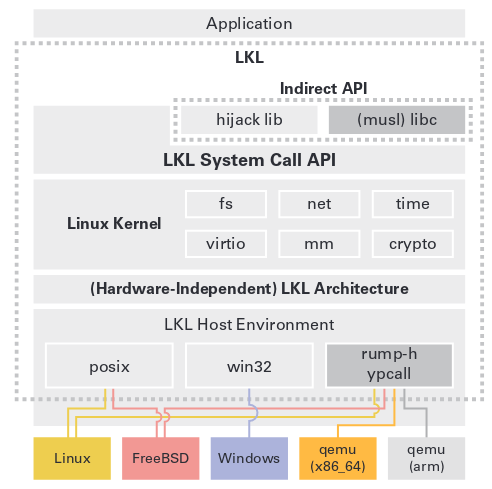 Application
LKL
Indirect API
hijack lib
(musl) libc
LKL System Call API
Linux Kernel
fs
net
time
virtio
mm
crypto
(Hardware-Independent) LKL Architecture
LKL Host Environment
posix
win32
rump-h
ypcall
Linux
FreeBSD
Windows
qemu
(x86_64)
qemu
(arm)